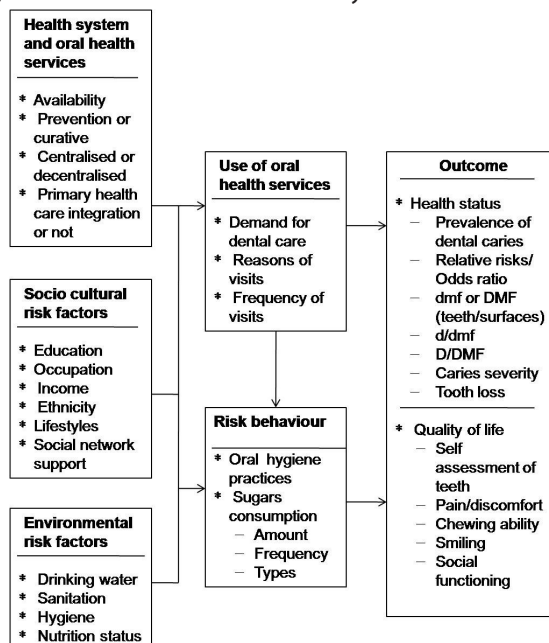 Health system
and oral health
services
* Availability
* Prevention or
curative
* Centralised or
decentralised
* Primary health
care integration
or not
Socio cultural
risk factors
* Education
* Occupation
* Income
* Ethnicity
* Lifestyles
* Social network
support
Environmental
risk factors
* Drinking water
* Sanitation
* Hygiene
* Nutrition status
Use of oral
health services
* Demand for
dental care
* Reasons of
visits
* Frequency of
visits
Risk behaviour
* Oral hygiene
practices
* Sugars
consumption
– Amount
– Frequency
– Types
Outcome
* Health status
– Prevalence of
dental caries
– Relative risks/
Odds ratio
– dmf or DMF
(teeth/surfaces)
– d/dmf
– D/DMF
– Caries severity
– Tooth loss
* Quality of life
– Self
assessment of
teeth
– Pain/discomfort
– Chewing ability
– Smiling
– Social
functioning